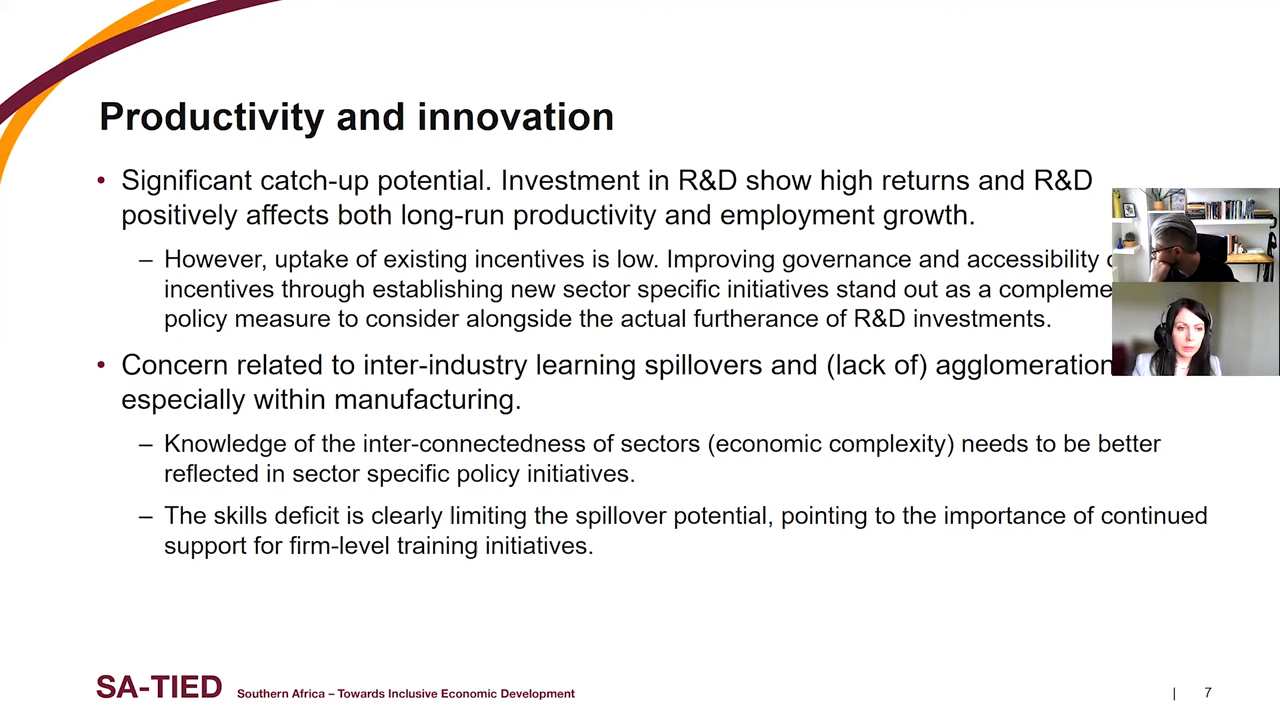 Productivity and innovation
• Significant catch-up potential. Investment in R&D show high returns and R&D
positively affects both long-run productivity and employment growth.
– However, uptake of existing incentives is low. Improving governance and accessibility
incentives through establishing new sector specific initiatives stand out as a
policy measure to consider alongside the actual furtherance of R&D investments.
• Concern related to inter-industry learning spillovers and (lack of) agglomeration
especially within manufacturing.
– Knowledge of the inter-connectedness of sectors (economic complexity) needs to be better
reflected in sector specific policy initiatives.
– The skills deficit is clearly limiting the spillover potential, pointing to the importance of continued
support for firm-level training initiatives.
SA-TIED Southern Africa – Towards Inclusive Economic Development
| 7